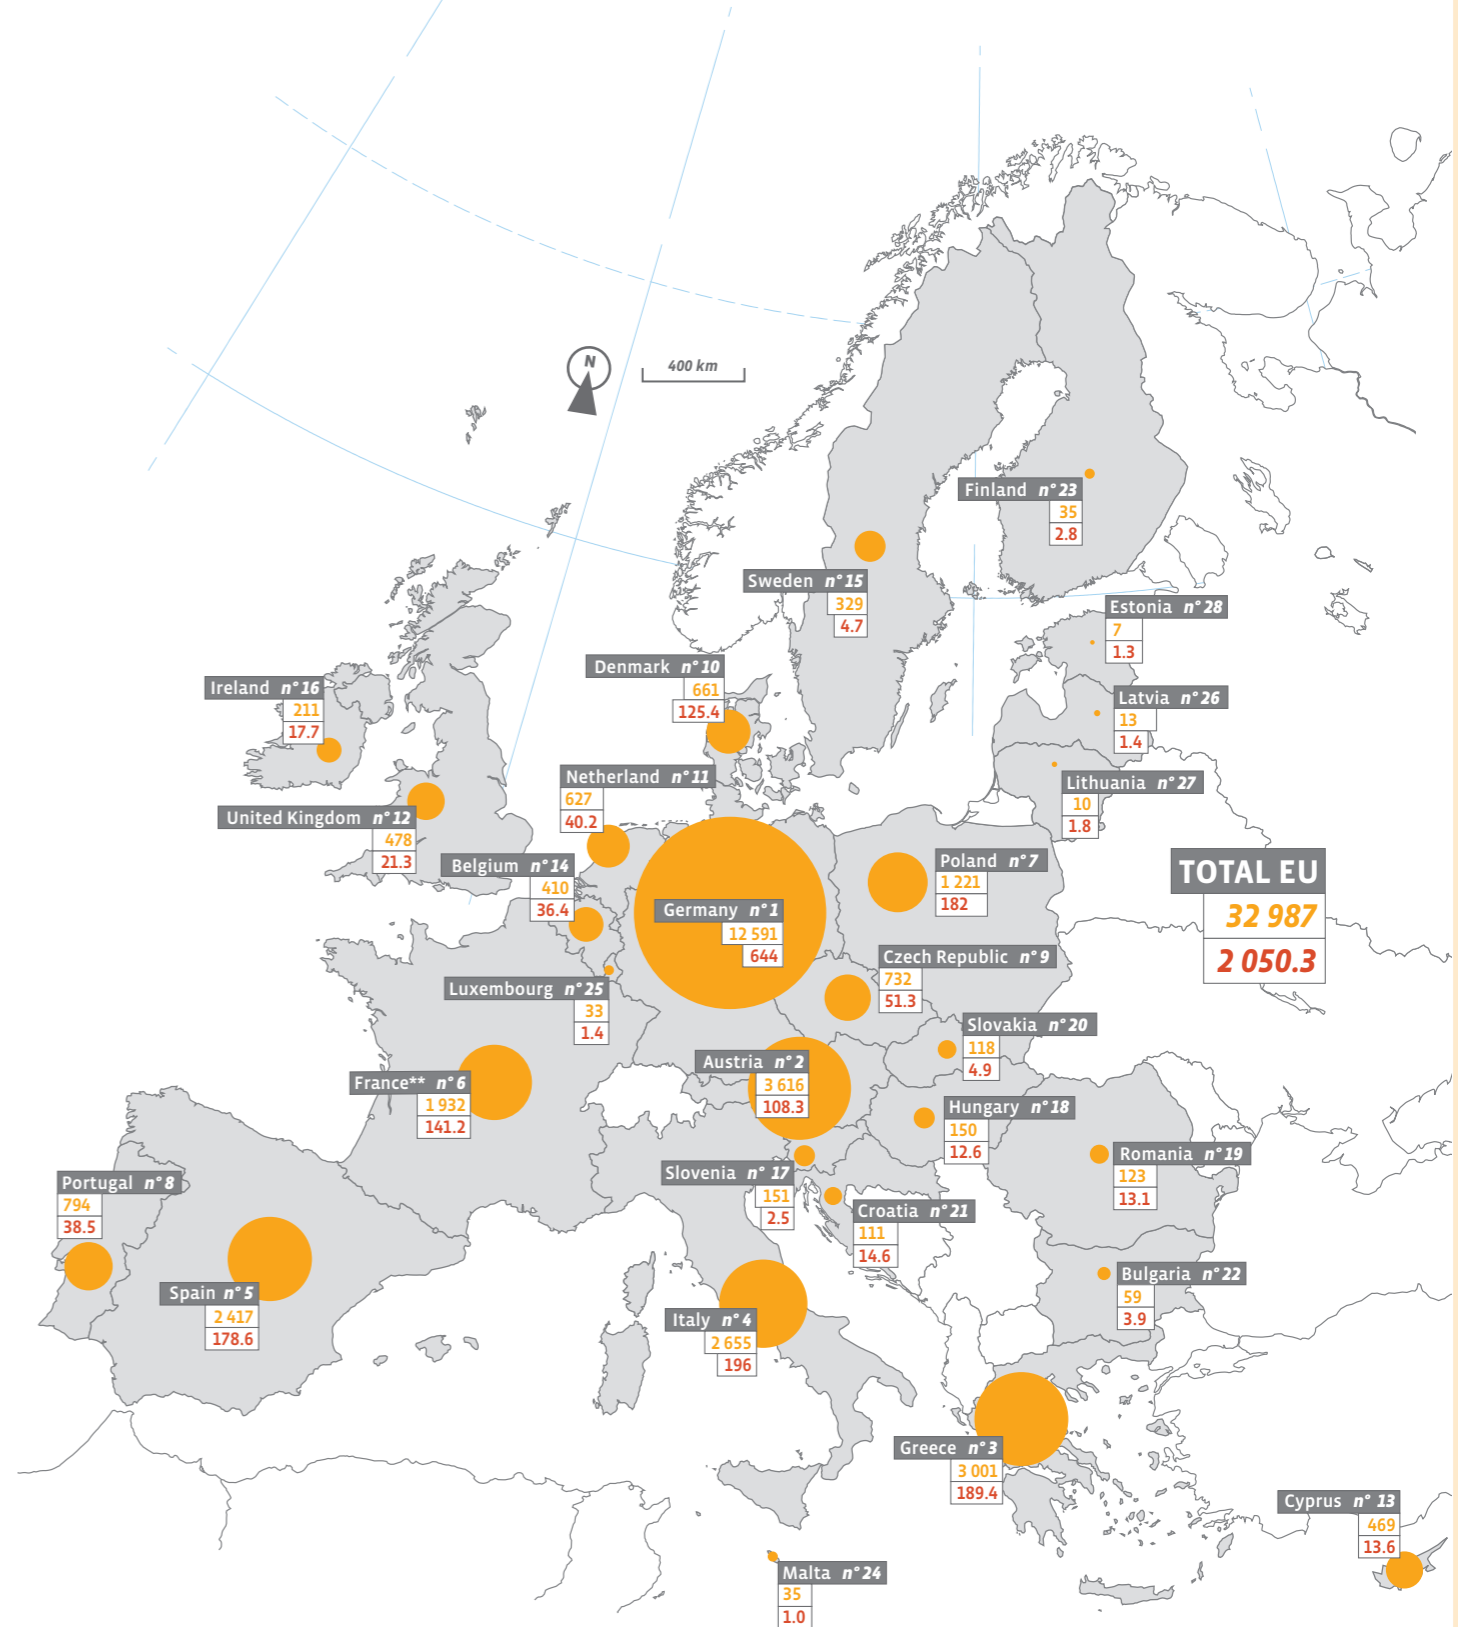 N
400 km
Finland n°23
35
2.8
Sweden n°15
329
4.7
Estonia n°28
7
1.3
Denmark n°10
661
125.4
Ireland n°16
211
17.7
Latvia n°26
13
1.4
Netherland n°11
627
40.2
Lithuania n°27
10
1.8
United Kingdom n°12
478
21.3
Belgium n°14
410
36.4
Poland n°7
1 221
182
TOTAL EU
32 987
2 050.3
Germany n°1
12 591
644
Czech Republic n°9
732
51.3
Luxembourg n°25
33
1.4
Slovakia n°20
118
4.9
Austria n°2
3 616
108.3
France** n°6
1 932
141.2
Hungary n°18
150
12.6
Romania n°19
123
13.1
Slovenia n° 17
151
2.5
Portugal n°8
794
38.5
Croatia n°21
111
14.6
Bulgaria n°22
59
3.9
Spain n°5
2 417
178.6
Italy n°4
2 655
196
Greece n°3
3 001
189.4
Cyprus n° 13
469
13.6
Malta n°24
35
1.0